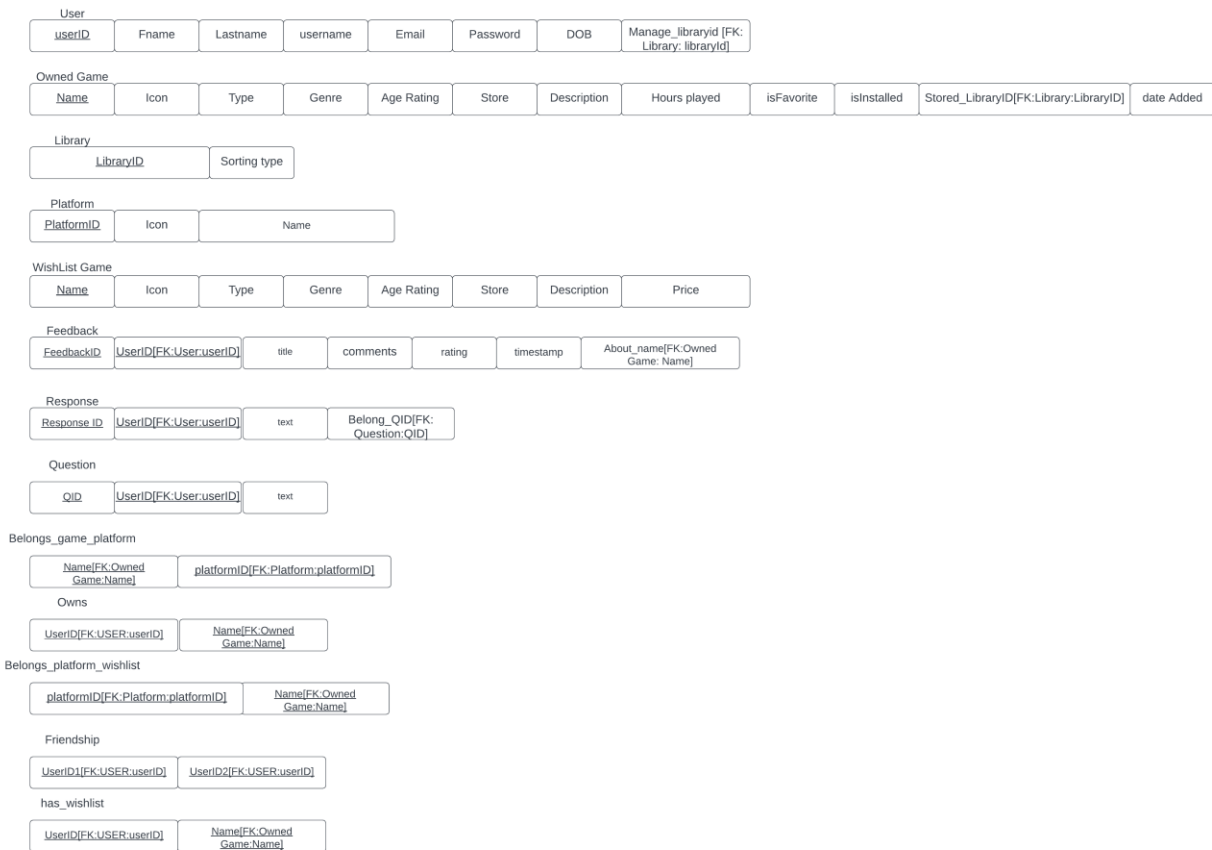 User
userID Fname Lastname username Email Password DOB Manage_libraryid [FK:
Library: libraryId]
Owned Game
Name Icon Type Genre Age Rating Store Description Hours played isFavorite isInstalled Stored_LibraryID[FK:Library:LibraryID] date Added
Library
LibraryID Sorting type
Platform
PlatformID Icon Name
WishList Game
Name Icon Type Genre Age Rating Store Description Price
Feedback
FeedbackID UserID[FK:User:userID] title comments rating timestamp About_name[FK:Owned
Game: Name]
Response
Response ID UserID[FK:User:userID] text Belong_QID[FK:
Question:QID]
Question
QID UserID[FK:User:userID] text
Belongs_game_platform
Name[FK:Owned
Game:Name] platformID[FK:Platform:platformID]
Owns
UserID[FK:USER:userID] Name[FK:Owned
Game:Name]
Belongs_platform_wishlist
platformID[FK:Platform:platformID] Name[FK:Owned
Game:Name]
Friendship
UserID1[FK:USER:userID] UserID2[FK:USER:userID]
has_wishlist
UserID[FK:USER:userID] Name[FK:Owned
Game:Name]